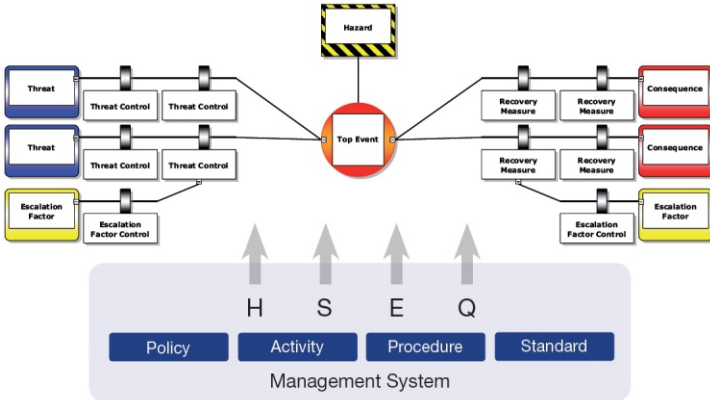 Hazard
Threat
Threat Control
Threat Control
Top Event
Recovery
Measure
Recovery
Measure
Consequence
Threat
Threat Control
Threat Control
Recovery
Measure
Recovery
Measure
Consequence
Escalation
Factor
Escalation
Factor Control
Escalation
Factor Control
Escalation
Factor
H S E Q
Policy Activity Procedure Standard
Management System